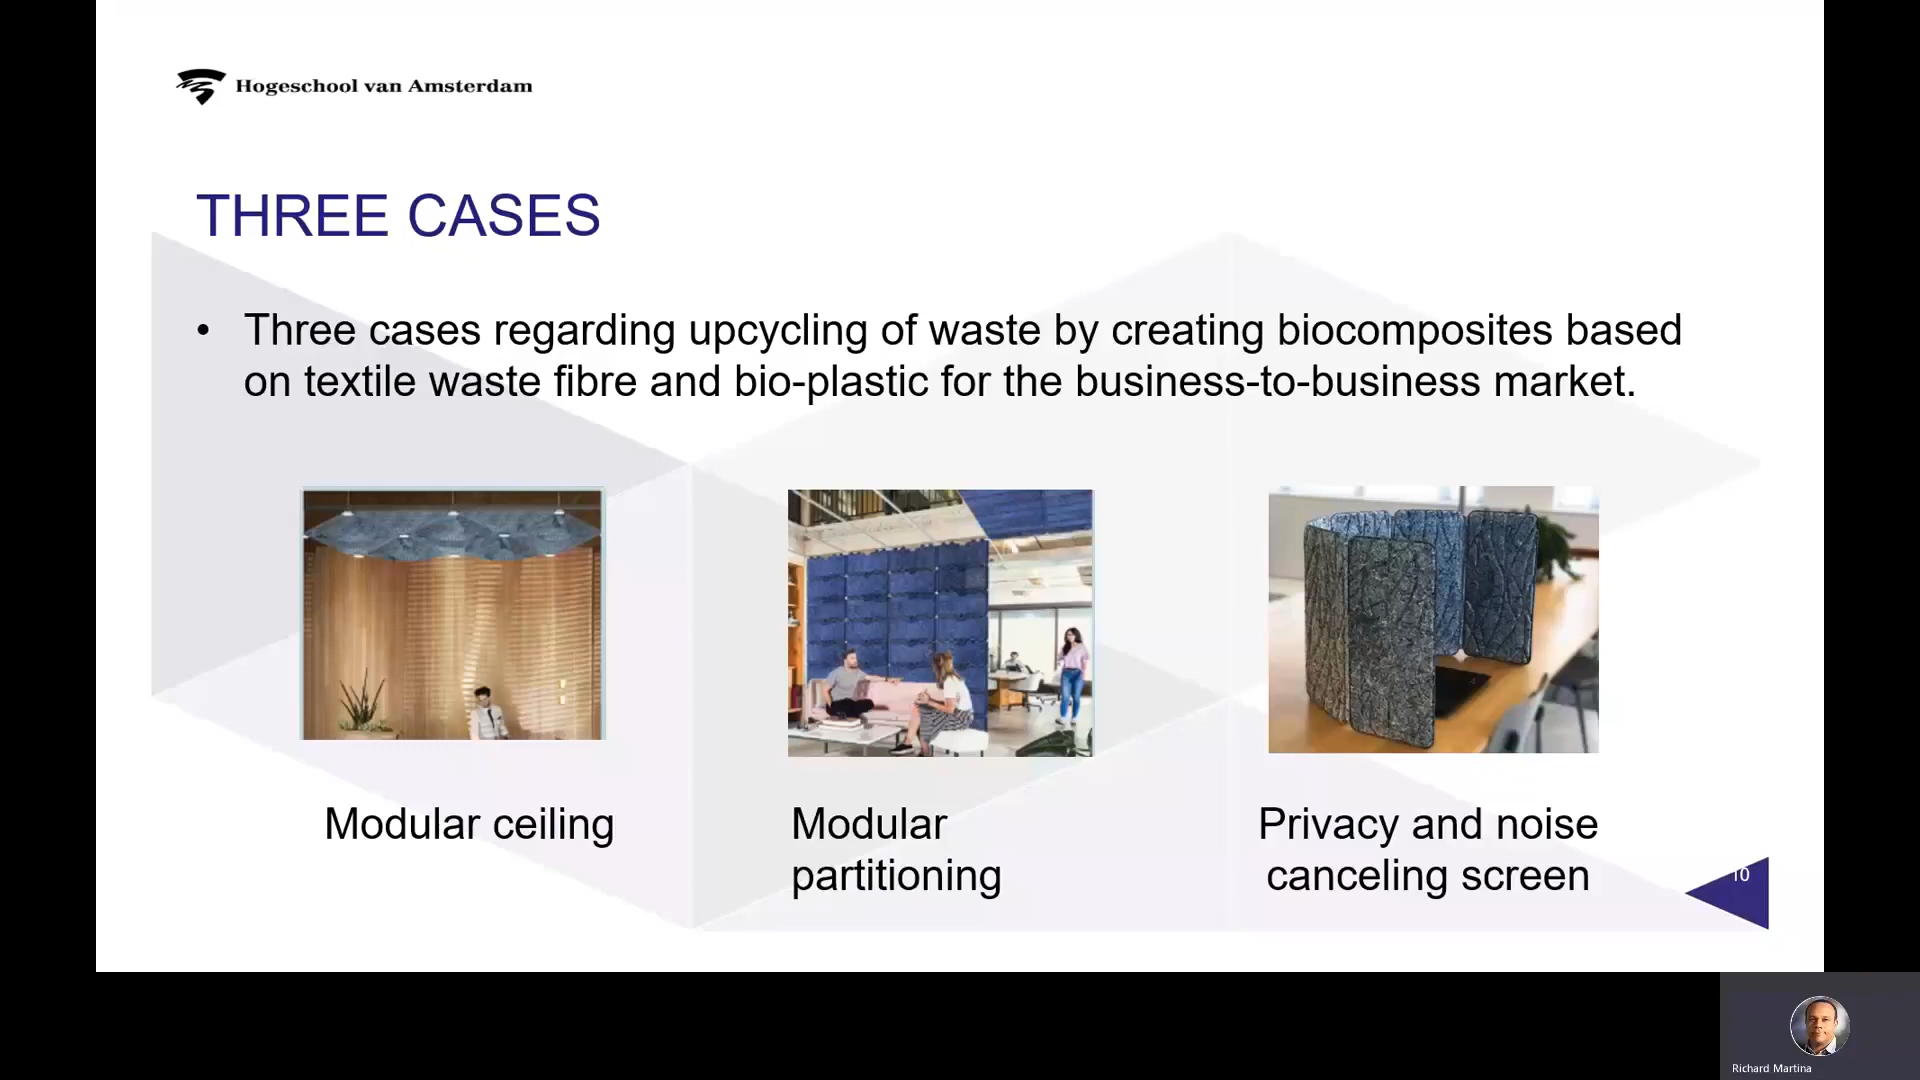 Hogeschool van Amsterdam
THREE CASES
• Three cases regarding upcycling of waste by creating biocomposites based
on textile waste fibre and bio-plastic for the business-to-business market.
Modular ceiling
Modular
partitioning
Privacy and noise
canceling screen
10
Richard Martina